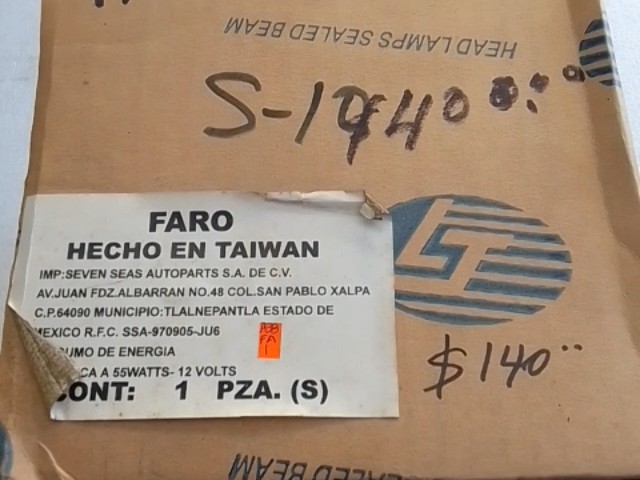 HEAD LAMPS SEALED BEAM
FARO
HECHO EN TAIWAN
IMP:SEVEN SEAS AUTOPARTS S.A. DE C.V.
AV.JUAN FDZ.ALBARRAN NO.48 COL.SAN PABLO XALPA
C.P.64090 MUNICIPIO:TLALNEPANTLA ESTADO DE
MEXICO R.F.C. SSA-970905-JU6
SUMO DE ENERGIA
CA A 55WATTS- 12 VOLTS
CONT: 1 PZA. (S)
LT
$140
SEALED BEAM